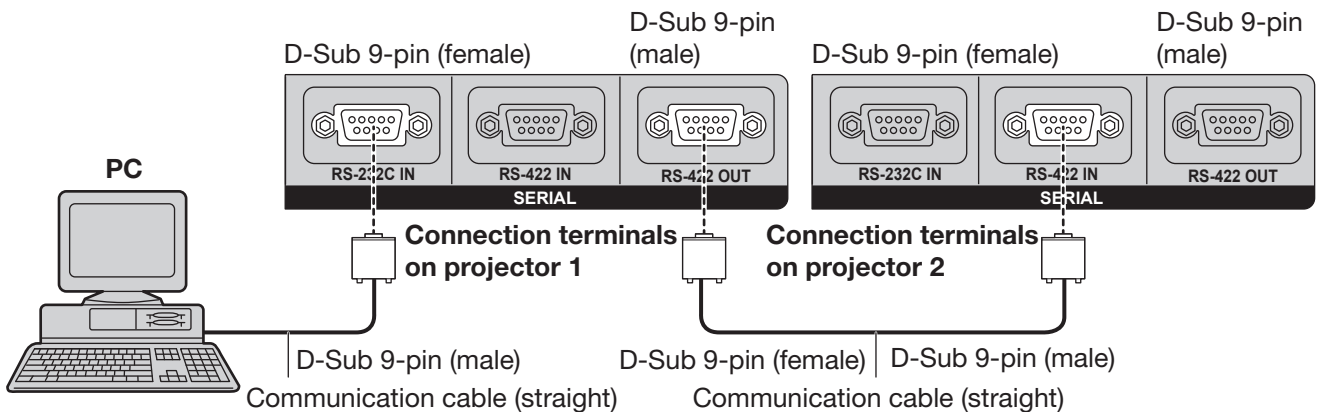 D-Sub 9-pin (female)
D-Sub 9-pin
(male)
D-Sub 9-pin (female)
D-Sub 9-pin
(male)
RS-232C IN
RS-422 IN
RS-422 OUT
SERIAL
RS-232C IN
RS-422 IN
RS-422 OUT
SERIAL
PC
Connection terminals
on projector 1
Connection terminals
on projector 2
D-Sub 9-pin (male)
Communication cable (straight)
D-Sub 9-pin (female)
D-Sub 9-pin (male)
Communication cable (straight)